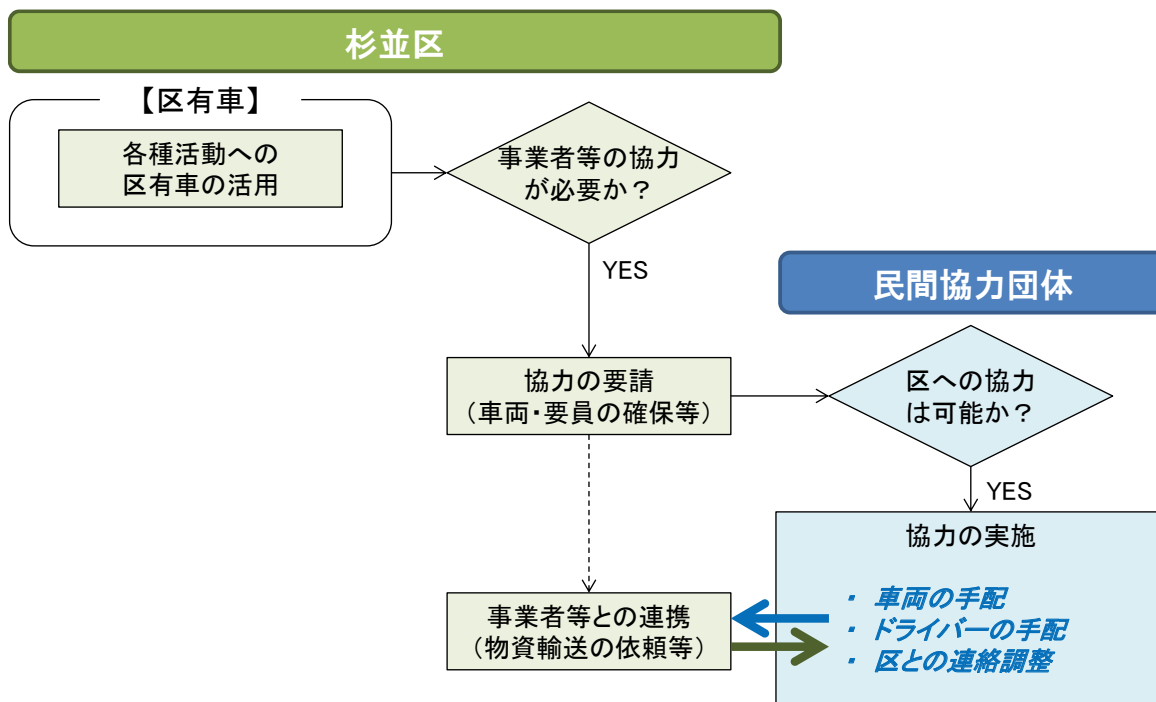 杉並区
【区有車】
各種活動への
区有車の活用
事業者等の協力
が必要か？
YES
民間協力団体
協力の要請
（車両・要員の確保等）
区への協力
は可能か？
YES
協力の実施
・ 車両の手配
・ ドライバーの手配
・ 区との連絡調整
事業者等との連携
（物資輸送の依頼等）